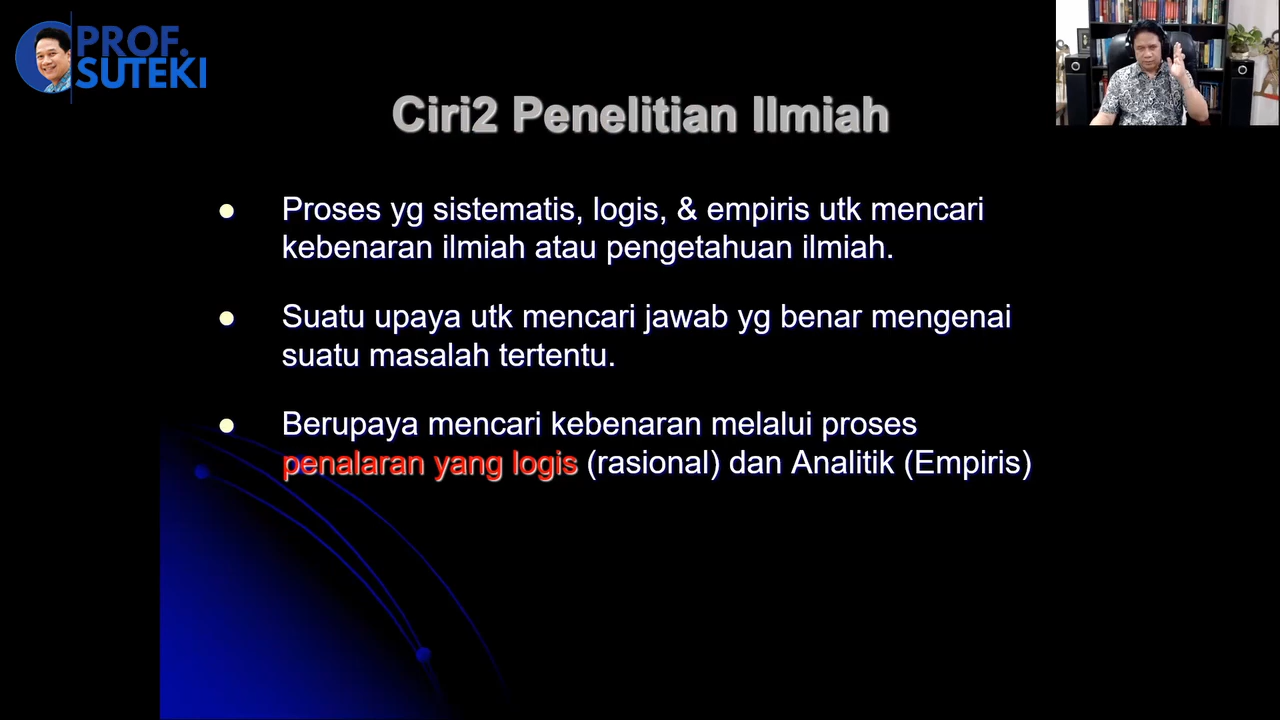 PROF.
SUTEKI
Ciri2 Penelitian Ilmiah
Proses yg sistematis, logis, & empiris utk mencari
kebenaran ilmiah atau pengetahuan ilmiah.
Suatu upaya utk mencari jawab yg benar mengenai
suatu masalah tertentu.
Berupaya mencari kebenaran melalui proses
penalaran yang logis (rasional) dan Analitik (Empiris)